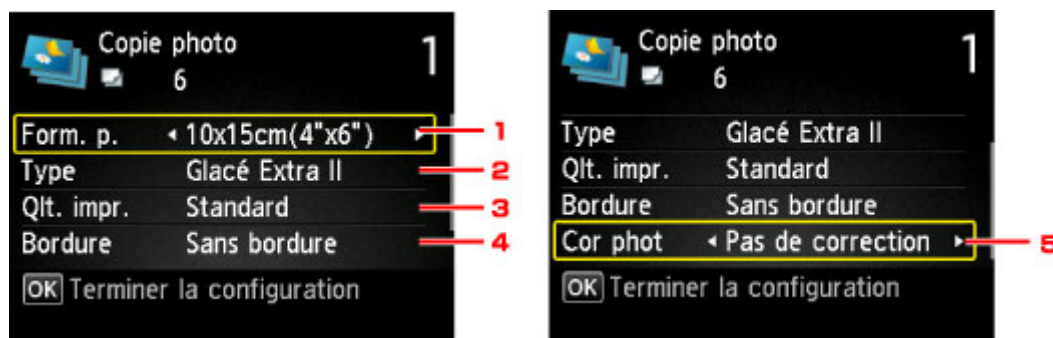 Copie photo
6
1
Form. p. 10x15cm(4"x6")
1
Type Glacé Extra II
2
Qlt. impr. Standard
3
Bordure Sans bordure
4
OK Terminer la configuration
Copie photo
6
1
Type Glacé Extra II
Qlt. impr. Standard
Bordure Sans bordure
Cor phot Pas de correction
5
OK Terminer la configuration